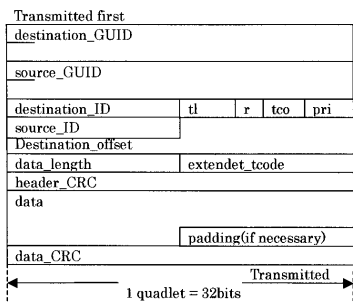 Transmitted first
destination_GUID
source_GUID
destination_ID tl r tco pri
source_ID
Destination_offset
data_length extendet_tcode
header_CRC
data
padding(if necessary)
data_CRC
Transmitted
1 quadlet = 32bits